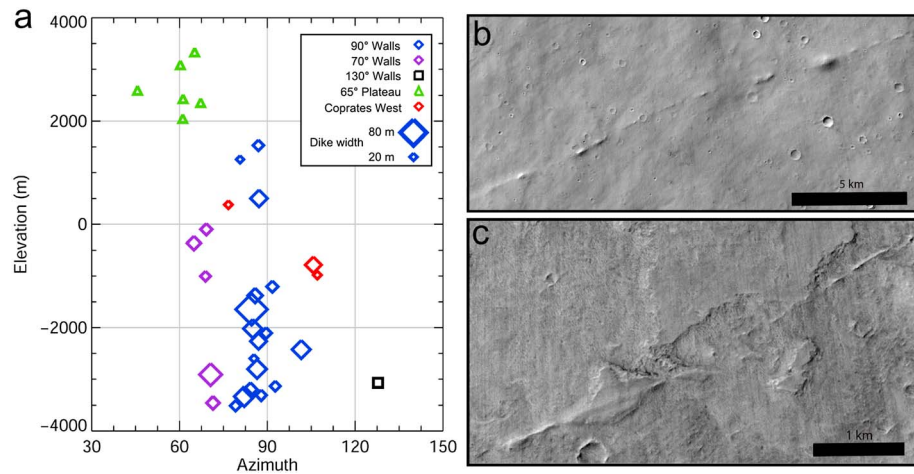 a
Elevation (m)
4000
2000
0
−2000
−4000
30 60 90 120 150
Azimuth
90° Walls
70° Walls
130° Walls
65° Plateau
Coprates West
80 m
Dike width
20 m
b
5 km
c
1 km